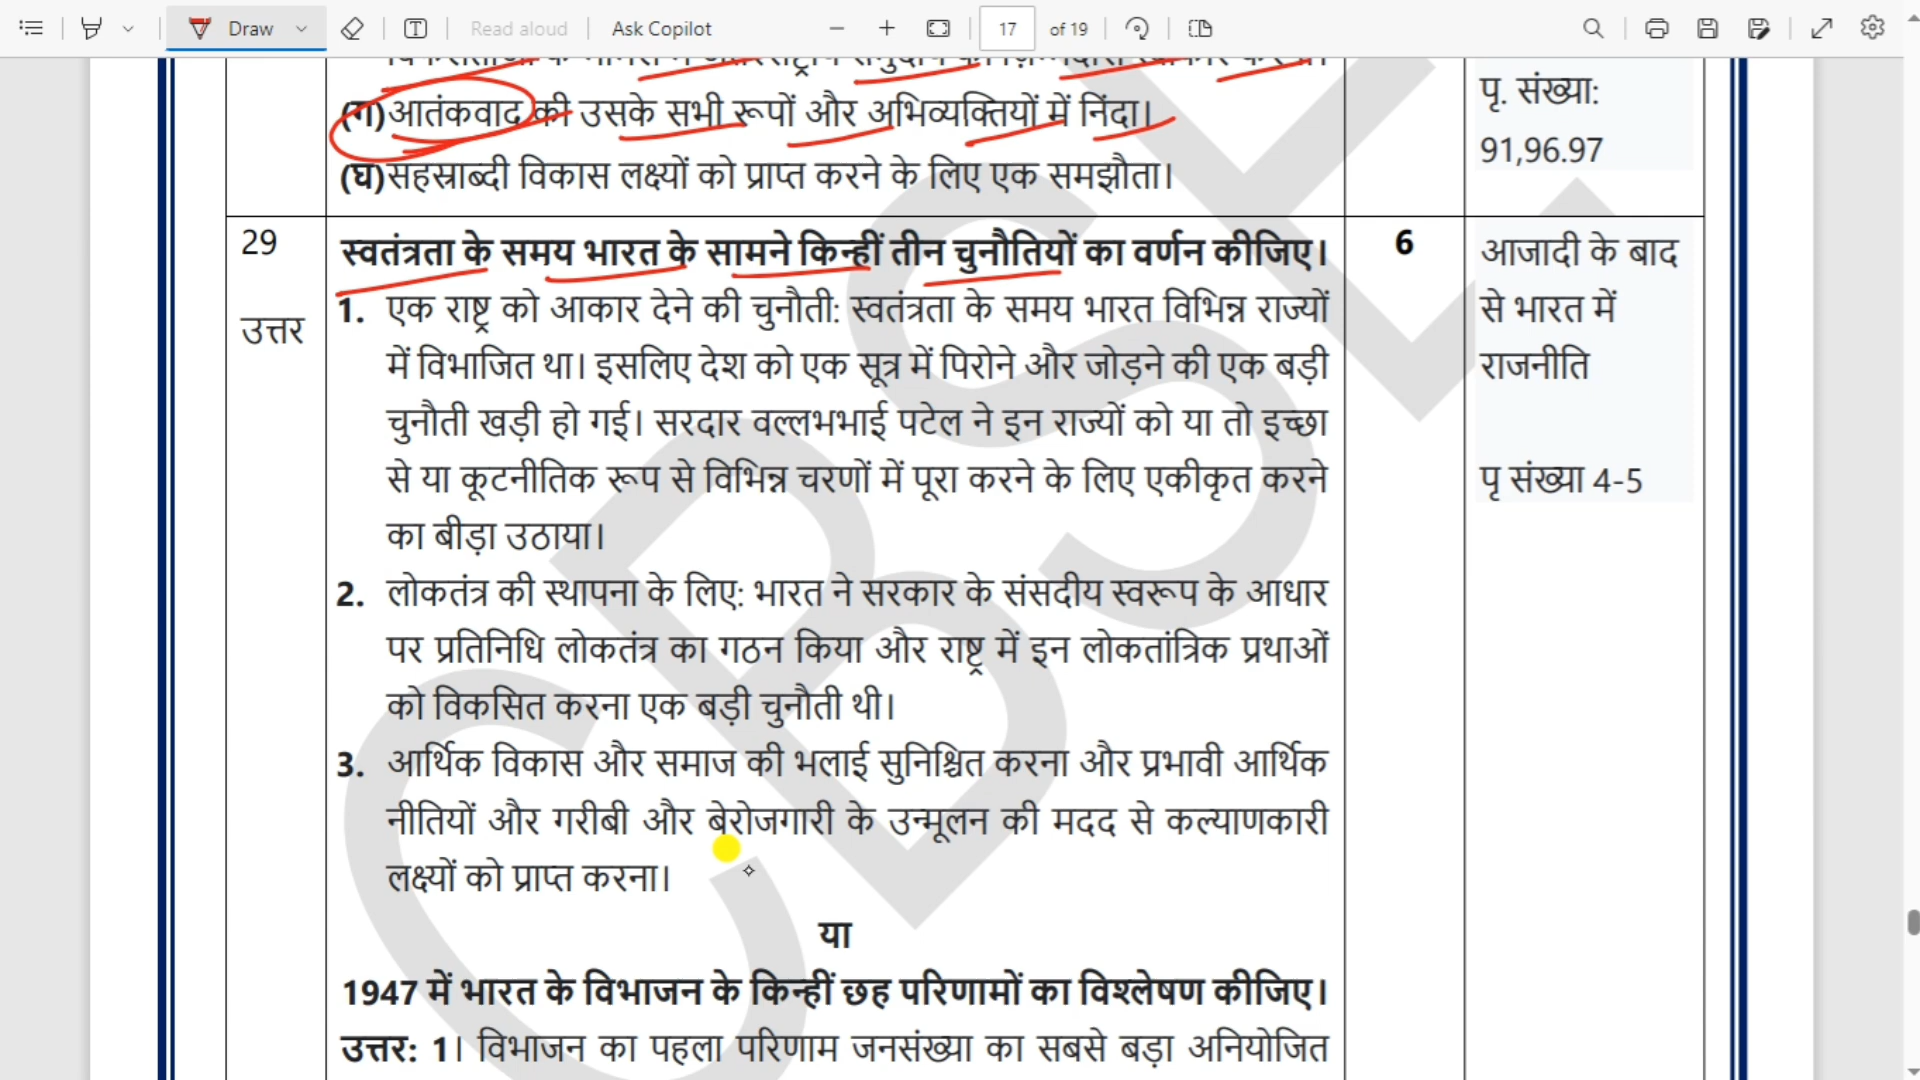 Draw
Read aloud
Ask Copilot
17
of 19
(ग)आतंकवाद की उसके सभी रूपों और अभिव्यक्तियों में निंदा।
(घ)सहस्राब्दी विकास लक्ष्यों को प्राप्त करने के लिए एक समझौता।
पृ. संख्या:
91,96.97
29
उत्तर
स्वतंत्रता के समय भारत के सामने किन्हीं तीन चुनौतियों का वर्णन कीजिए।
1. एक राष्ट्र को आकार देने की चुनौती: स्वतंत्रता के समय भारत विभिन्न राज्यों
में विभाजित था। इसलिए देश को एक सूत्र में पिरोने और जोड़ने की एक बड़ी
चुनौती खड़ी हो गई। सरदार वल्लभभाई पटेल ने इन राज्यों को या तो इच्छा
से या कूटनीतिक रूप से विभिन्न चरणों में पूरा करने के लिए एकीकृत करने
का बीड़ा उठाया।
2. लोकतंत्र की स्थापना के लिए: भारत ने सरकार के संसदीय स्वरूप के आधार
पर प्रतिनिधि लोकतंत्र का गठन किया और राष्ट्र में इन लोकतांत्रिक प्रथाओं
को विकसित करना एक बड़ी चुनौती थी।
3. आर्थिक विकास और समाज की भलाई सुनिश्चित करना और प्रभावी आर्थिक
नीतियों और गरीबी और बेरोजगारी के उन्मूलन की मदद से कल्याणकारी
लक्ष्यों को प्राप्त करना।
या
1947 में भारत के विभाजन के किन्हीं छह परिणामों का विश्लेषण कीजिए।
उत्तर: 1। विभाजन का पहला परिणाम जनसंख्या का सबसे बड़ा अनियोजित
6
आजादी के बाद
से भारत में
राजनीति
पृ संख्या 4-5
CBSE